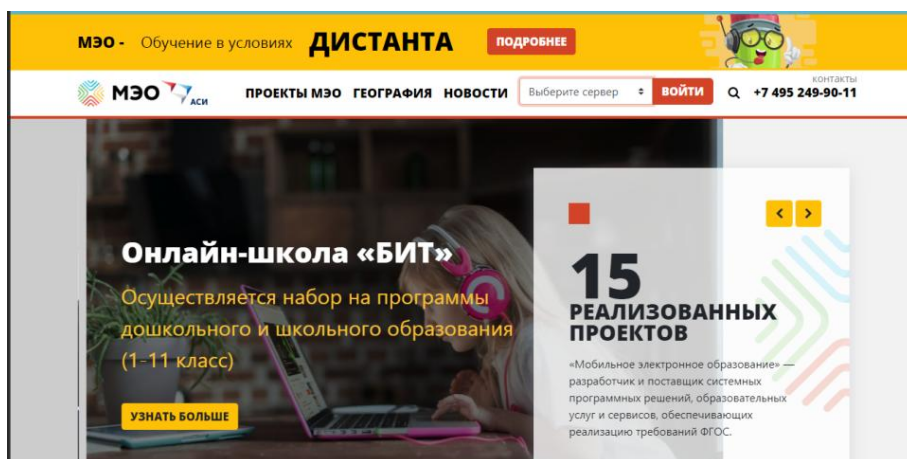 МЭО - Обучение в условиях ДИСТАНТА ПОДРОБНЕЕ
контакты
МЭО АСИ ПРОЕКТЫ МЭО ГЕОГРАФИЯ НОВОСТИ Выберите сервер ВОЙТИ +7 495 249-90-11
Онлайн-школа «БИТ»
Осуществляется набор на программы
дошкольного и школьного образования
(1-11 класс)
УЗНАТЬ БОЛЬШЕ
15
РЕАЛИЗОВАННЫХ
ПРОЕКТОВ
«Мобильное электронное образование» —
разработчик и поставщик системных
программных решений, образовательных
услуг и сервисов, обеспечивающих
реализацию требований ФГОС.